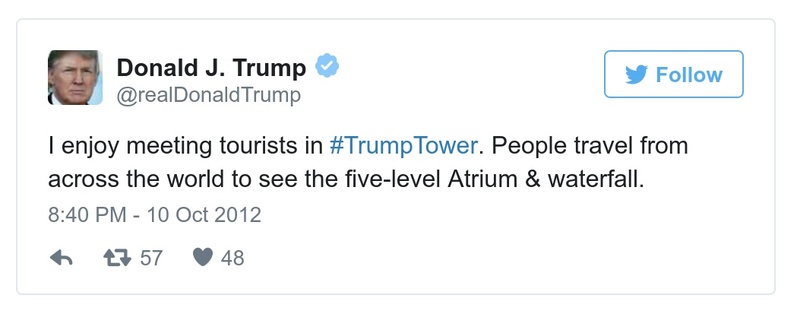 Donald J. Trump
@realDonaldTrump
Follow
I enjoy meeting tourists in #TrumpTower. People travel from
across the world to see the five-level Atrium & waterfall.
8:40 PM - 10 Oct 2012
57 48